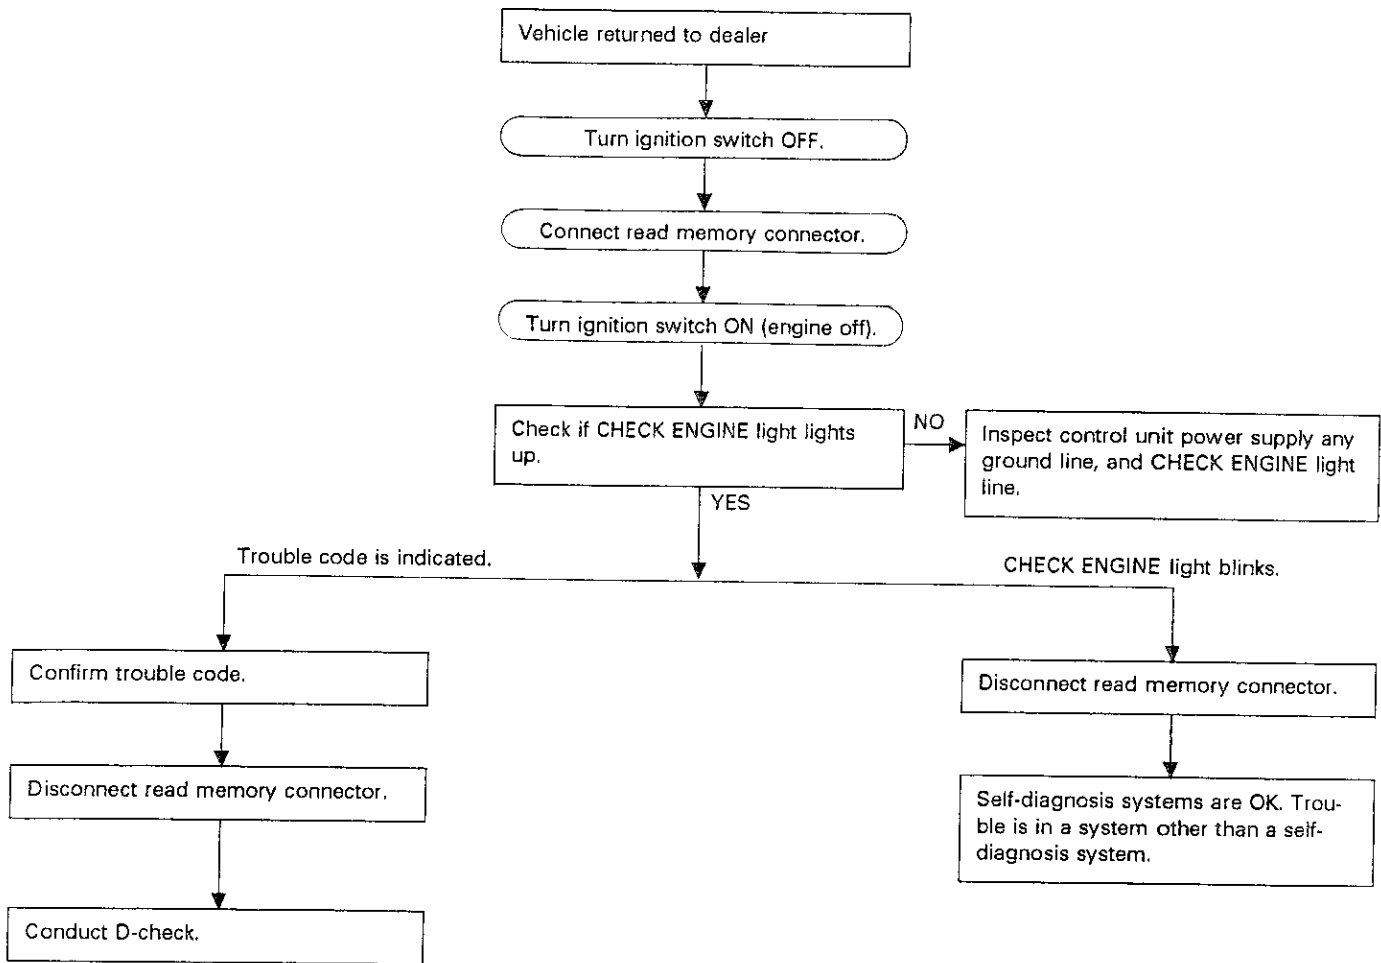 Vehicle returned to dealer
Turn ignition switch OFF.
Connect read memory connector.
Turn ignition switch ON (engine off).
Check if CHECK ENGINE light lights
up.
NO
Inspect control unit power supply any
ground line, and CHECK ENGINE light
line.
YES
Trouble code is indicated.
CHECK ENGINE light blinks.
Confirm trouble code.
Disconnect read memory connector.
Disconnect read memory connector.
Self-diagnosis systems are OK. Trou-
ble is in a system other than a self-
diagnosis system.
Conduct D-check.